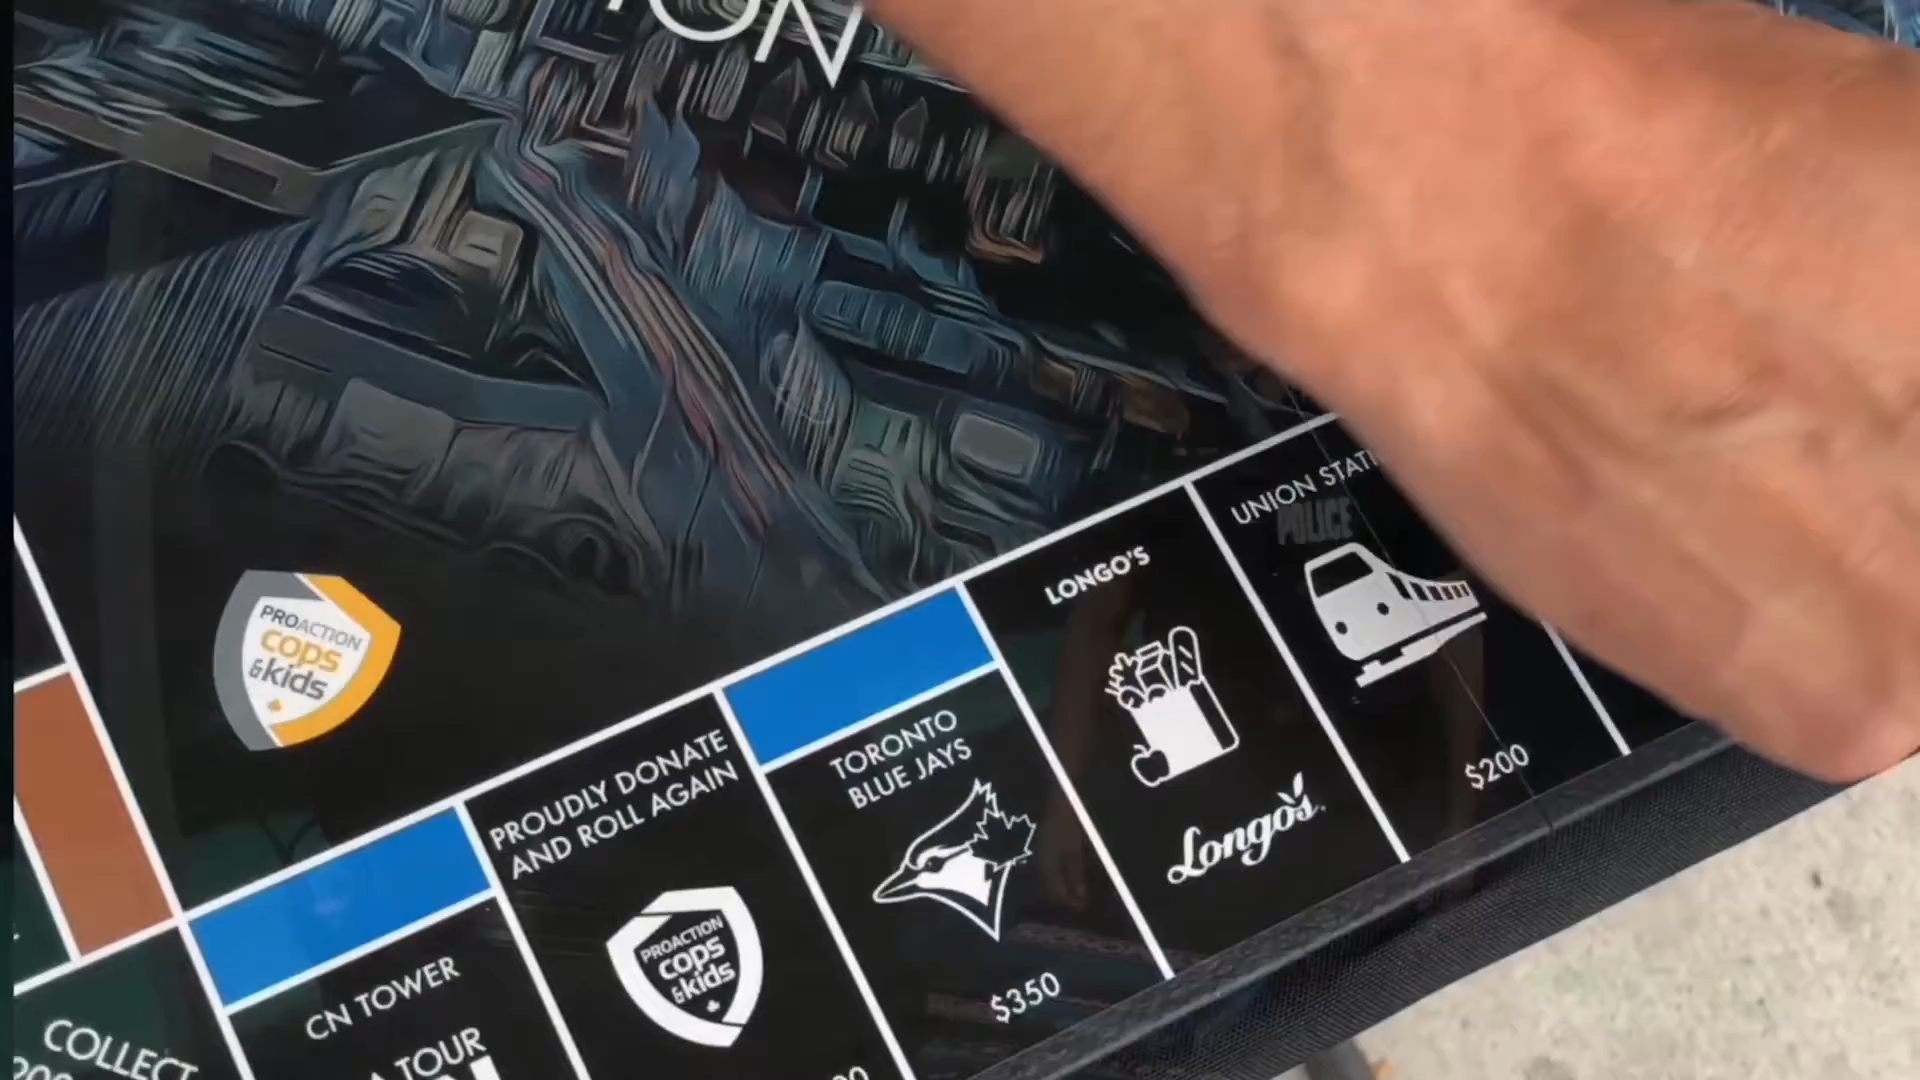 PROACTION
cops
&kids
UNION
POLICE
$200
LONGO'S
Longo's
TORONTO
BLUE JAYS
$350
PROUDLY DONATE
AND ROLL AGAIN
PROACTION
cops
&kids
CN TOWER
TOUR
COLLECT